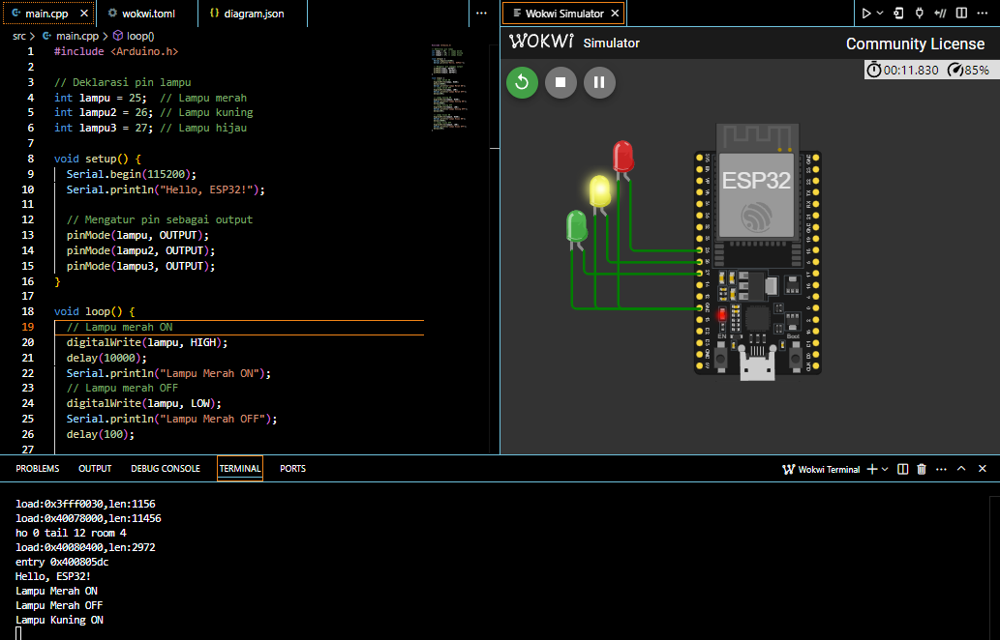 main.cpp
wokwi.toml
{} diagram.json
...
src > main.cpp > loop()
1 #include <Arduino.h>
2
3 // Deklarasi pin lampu
4 int lampu = 25; // Lampu merah
5 int lampu2 = 26; // Lampu kuning
6 int lampu3 = 27; // Lampu hijau
7
8 void setup() {
9 Serial.begin(115200);
10 Serial.println("Hello, ESP32!");
11
12 // Mengatur pin sebagai output
13 pinMode(lampu, OUTPUT);
14 pinMode(lampu2, OUTPUT);
15 pinMode(lampu3, OUTPUT);
16 }
17
18 void loop() {
19 // Lampu merah ON
20 digitalWrite(lampu, HIGH);
21 delay(10000);
22 Serial.println("Lampu Merah ON");
23 // Lampu merah OFF
24 digitalWrite(lampu, LOW);
25 Serial.println("Lampu Merah OFF");
26 delay(100);
27
Wokwi Simulator
WOKWi Simulator
Community License
00:11.830 85%
ESP32
EN
Boot
PROBLEMS OUTPUT DEBUG CONSOLE TERMINAL PORTS
Wokwi Terminal
load:0x3fff0030,len:1156
load:0x40078000,len:11456
ho 0 tail 12 room 4
load:0x40080400,len:2972
entry 0x400805dc
Hello, ESP32!
Lampu Merah ON
Lampu Merah OFF
Lampu Kuning ON